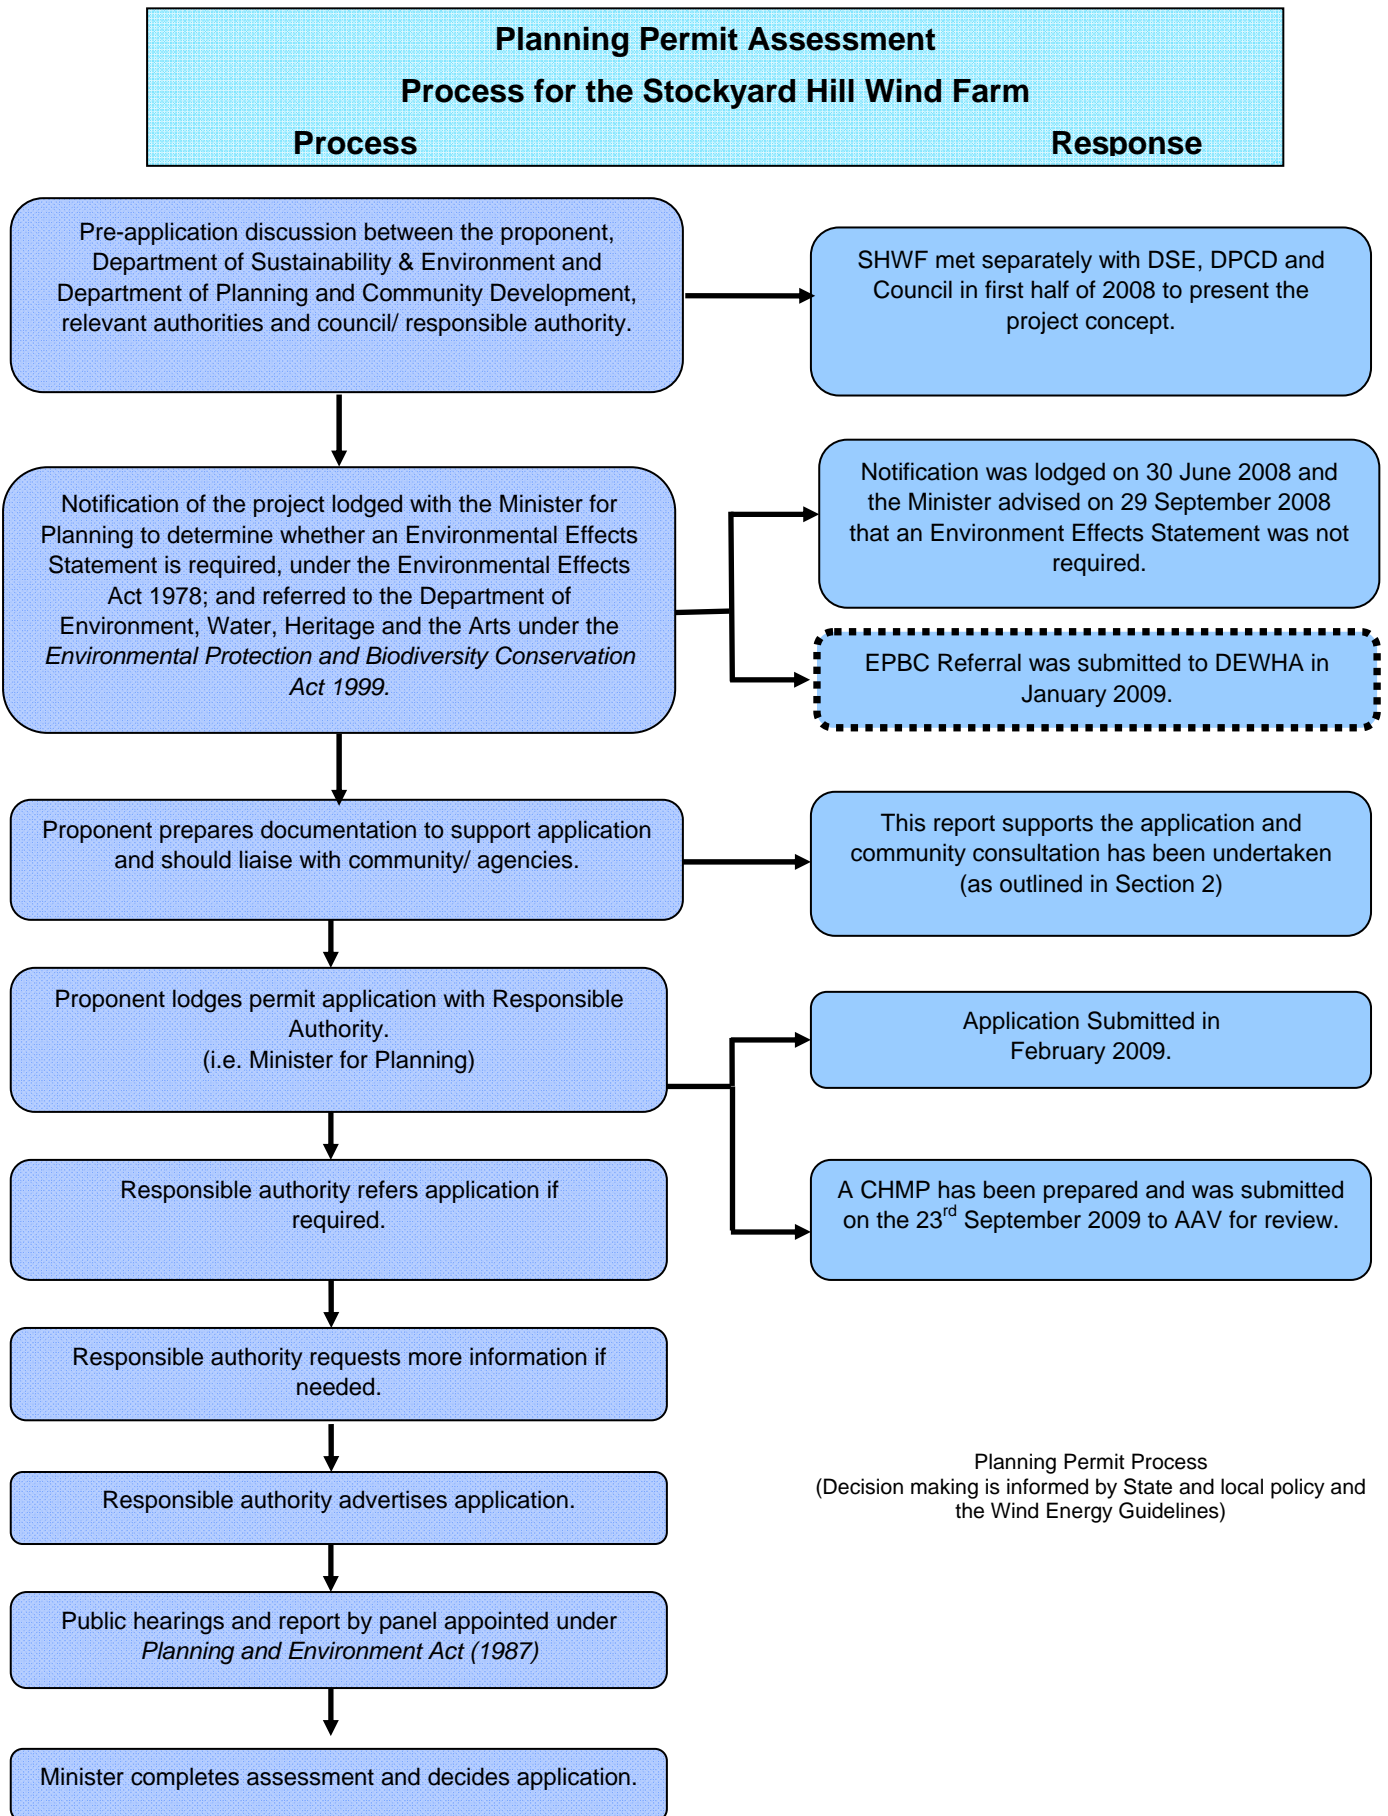 Planning Permit Assessment
Process for the Stockyard Hill Wind Farm
Process Response
Pre-application discussion between the proponent,
Department of Sustainability & Environment and
Department of Planning and Community Development,
relevant authorities and council/ responsible authority.
SHWF met separately with DSE, DPCD and
Council in first half of 2008 to present the
project concept.
Notification of the project lodged with the Minister for
Planning to determine whether an Environmental Effects
Statement is required, under the Environmental Effects
Act 1978; and referred to the Department of
Environment, Water, Heritage and the Arts under the
Environmental Protection and Biodiversity Conservation
Act 1999.
Notification was lodged on 30 June 2008 and
the Minister advised on 29 September 2008
that an Environment Effects Statement was not
required.
EPBC Referral was submitted to DEWHA in
January 2009.
Proponent prepares documentation to support application
and should liaise with community/ agencies.
This report supports the application and
community consultation has been undertaken
(as outlined in Section 2)
Proponent lodges permit application with Responsible
Authority.
(i.e. Minister for Planning)
Application Submitted in
February 2009.
A CHMP has been prepared and was submitted
on the 23rd September 2009 to AAV for review.
Responsible authority refers application if
required.
Responsible authority requests more information if
needed.
Responsible authority advertises application.
Planning Permit Process
(Decision making is informed by State and local policy and
the Wind Energy Guidelines)
Public hearings and report by panel appointed under
Planning and Environment Act (1987)
Minister completes assessment and decides application.